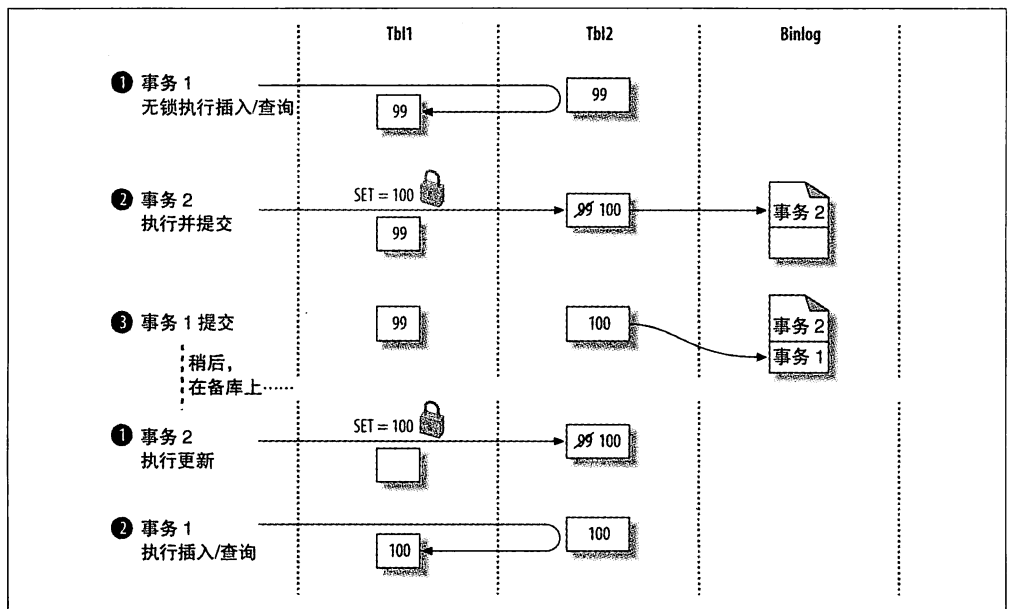 Tbl1 Tbl2 Binlog
❶ 事务 1
无锁执行插入/查询
99
99
❷ 事务 2
执行并提交
SET = 100
99
99 100
事务 2
❸ 事务 1 提交
99
100
事务 2
事务 1
稍后，
在备库上……
❶ 事务 2
执行更新
SET = 100
99 100
❷ 事务 1
执行插入/查询
100
100